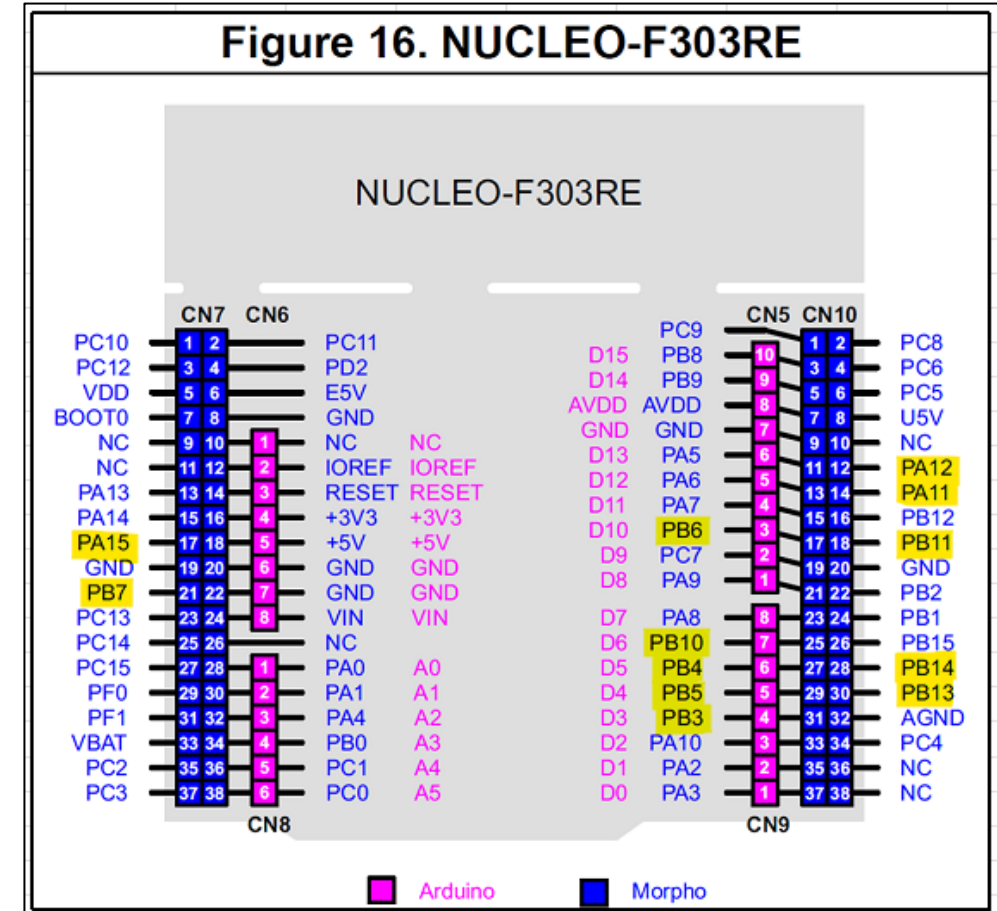 Figure 16. NUCLEO-F303RE
NUCLEO-F303RE
CN7 CN6 CN5 CN10
PC9
PC10 1 2 PC11 1 2 PC8
PC12 3 4 PD2 D15 PB8 10 3 4 PC6
VDD 5 6 E5V D14 PB9 9 5 6 PC5
BOOT0 7 8 GND AVDD AVDD 8 7 8 U5V
NC 9 10 1 NC NC GND GND 7 9 10 NC
NC 11 12 2 IOREF IOREF D13 PA5 6 11 12 PA12
PA13 13 14 3 RESET RESET D12 PA6 5 13 14 PA11
PA14 15 16 4 +3V3 +3V3 D11 PA7 4 15 16 PB12
PA15 17 18 5 +5V +5V D10 PB6 3 17 18 PB11
GND 19 20 6 GND GND D9 PC7 2 19 20 GND
PB7 21 22 7 GND GND D8 PA9 1 21 22 PB2
PC13 23 24 8 VIN VIN D7 PA8 8 23 24 PB1
PC14 25 26 NC D6 PB10 7 25 26 PB15
PC15 27 28 1 PA0 A0 D5 PB4 6 27 28 PB14
PF0 29 30 2 PA1 A1 D4 PB5 5 29 30 PB13
PF1 31 32 3 PA4 A2 D3 PB3 4 31 32 AGND
VBAT 33 34 4 PB0 A3 D2 PA10 3 33 34 PC4
PC2 35 36 5 PC1 A4 D1 PA2 2 35 36 NC
PC3 37 38 6 PC0 A5 D0 PA3 1 37 38 NC
CN8 CN9
Arduino Morpho